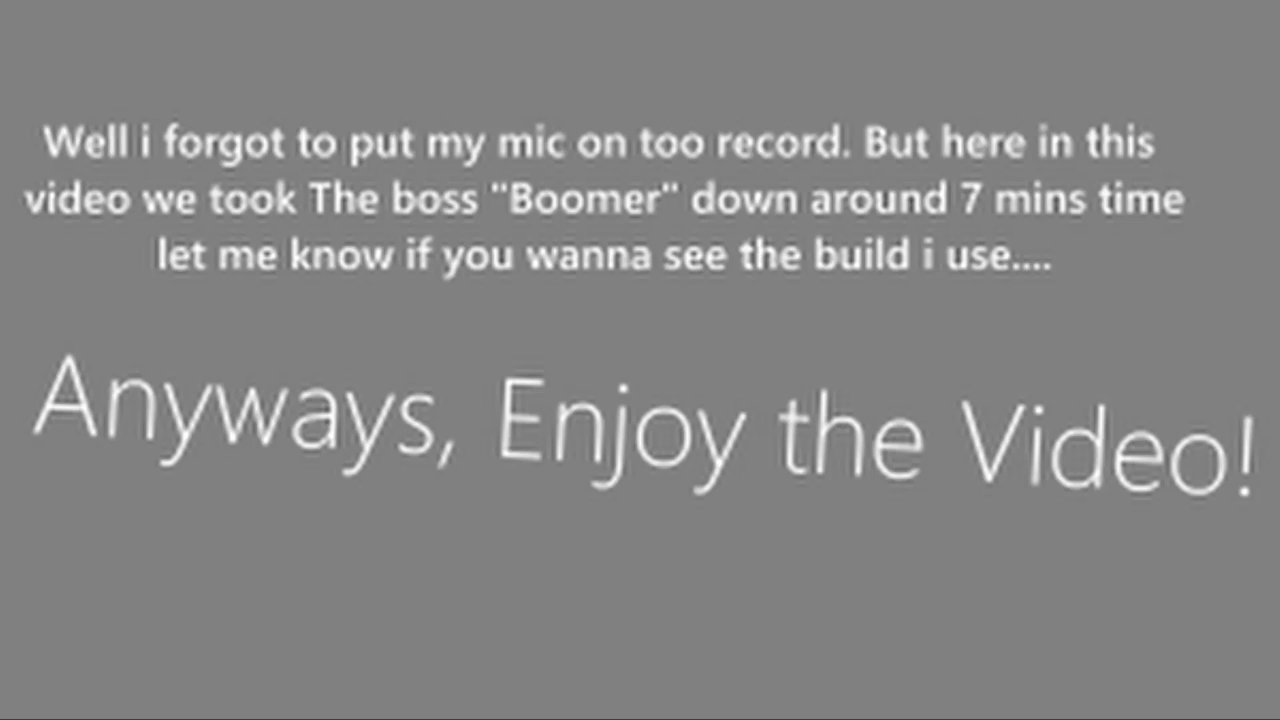 Well i forgot to put my mic on too record. But here in this
video we took The boss "Boomer" down around 7 mins time
let me know if you wanna see the build i use....
Anyways, Enjoy the Video!